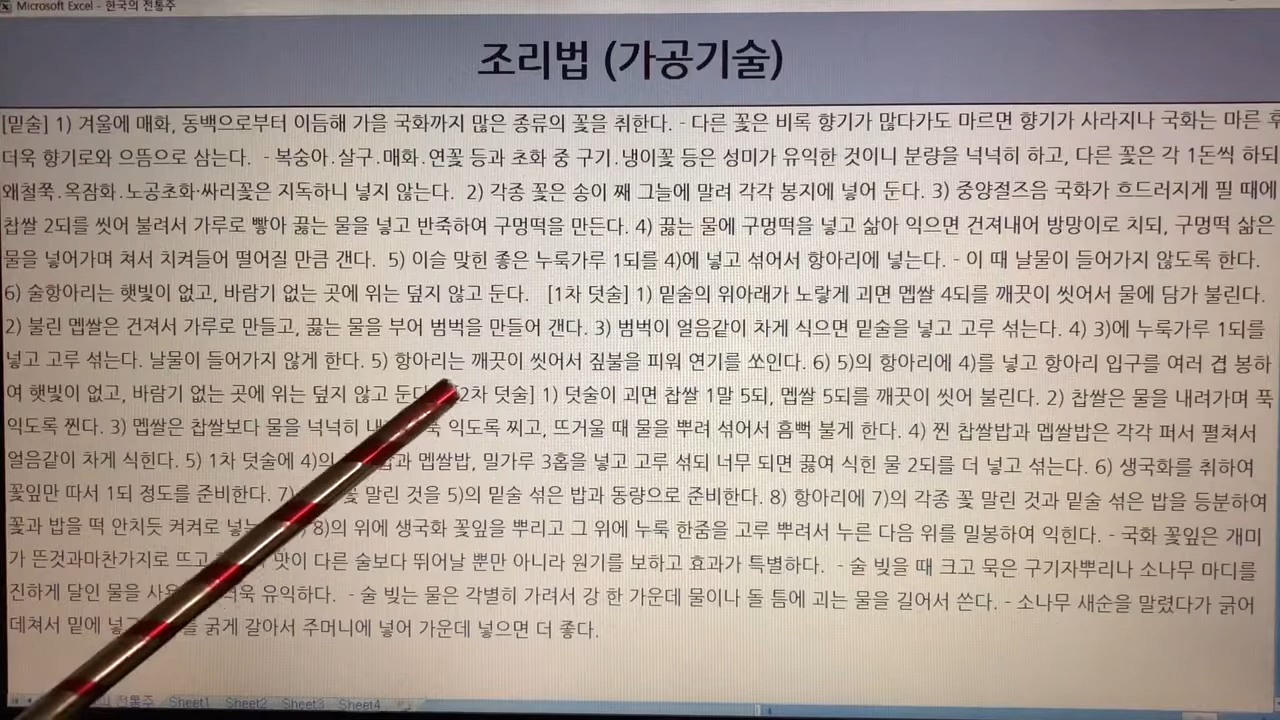 Microsoft Excel - 한국의 전통주
조리법 (가공기술)
[밑술] 1) 겨울에 매화, 동백으로부터 이듬해 가을 국화까지 많은 종류의 꽃을 취한다. - 다른 꽃은 비록 향기가 많다가도 마르면 향기가 사라지나 국화는 마른 후
더욱 향기로와 으뜸으로 삼는다. - 복숭아.살구.매화.연꽃 등과 초화 중 구기.냉이꽃 등은 성미가 유익한 것이니 분량을 넉넉히 하고, 다른 꽃은 각 1돈씩 하되
왜철쭉.옥잠화.노공초화·싸리꽃은 지독하니 넣지 않는다. 2) 각종 꽃은 송이 째 그늘에 말려 각각 봉지에 넣어 둔다. 3) 중양절즈음 국화가 흐드러지게 필 때에
찹쌀 2되를 씻어 불려서 가루로 빻아 끓는 물을 넣고 반죽하여 구멍떡을 만든다. 4) 끓는 물에 구멍떡을 넣고 삶아 익으면 건져내어 방망이로 치되, 구멍떡 삶은
물을 넣어가며 쳐서 치켜들어 떨어질 만큼 갠다. 5) 이슬 맞힌 좋은 누룩가루 1되를 4)에 넣고 섞어서 항아리에 넣는다. - 이 때 날물이 들어가지 않도록 한다.
6) 술항아리는 햇빛이 없고, 바람기 없는 곳에 위는 덮지 않고 둔다. [1차 덧술] 1) 밑술의 위아래가 노랗게 괴면 멥쌀 4되를 깨끗이 씻어서 물에 담가 불린다.
2) 불린 멥쌀은 건져서 가루로 만들고, 끓는 물을 부어 범벅을 만들어 갠다. 3) 범벅이 얼음같이 차게 식으면 밑술을 넣고 고루 섞는다. 4) 3)에 누룩가루 1되를
넣고 고루 섞는다. 날물이 들어가지 않게 한다. 5) 항아리는 깨끗이 씻어서 짚불을 피워 연기를 쏘인다. 6) 5)의 항아리에 4)를 넣고 항아리 입구를 여러 겹 봉하
여 햇빛이 없고, 바람기 없는 곳에 위는 덮지 않고 둔다 2차 덧술] 1) 덧술이 괴면 찹쌀 1말 5되, 멥쌀 5되를 깨끗이 씻어 불린다. 2) 찹쌀은 물을 내려가며 푹
익도록 찐다. 3) 멥쌀은 찹쌀보다 물을 넉넉히 푹 익도록 찌고, 뜨거울 때 물을 뿌려 섞어서 흠뻑 불게 한다. 4) 찐 찹쌀밥과 멥쌀밥은 각각 퍼서 펼쳐서
얼음같이 차게 식힌다. 5) 1차 덧술에 4)의 멥쌀밥, 밀가루 3홉을 넣고 고루 섞되 너무 되면 끓여 식힌 물 2되를 더 넣고 섞는다. 6) 생국화를 취하여
꽃잎만 따서 1되 정도를 준비한다. 7) 꽃 말린 것을 5)의 밑술 섞은 밥과 동량으로 준비한다. 8) 항아리에 7)의 각종 꽃 말린 것과 밑술 섞은 밥을 등분하여
꽃과 밥을 떡 안치듯 켜켜로 8)의 위에 생국화 꽃잎을 뿌리고 그 위에 누룩 한줌을 고루 뿌려서 누른 다음 위를 밀봉하여 익힌다. - 국화 꽃잎은 개미
가 뜬것과마찬가지로 뜨고 맛이 다른 술보다 뛰어날 뿐만 아니라 원기를 보하고 효과가 특별하다. - 술 빚을 때 크고 묵은 구기자뿌리나 소나무 마디를
진하게 달인 물을 유익하다. - 술 빚는 물은 각별히 가려서 강 한 가운데 물이나 돌 틈에 괴는 물을 길어서 쓴다. - 소나무 새순을 말렸다가 긁어
데쳐서 밑에 굵게 갈아서 주머니에 넣어 가운데 넣으면 더 좋다.
전통주 Sheet1 Sheet2 Sheet3 Sheet4